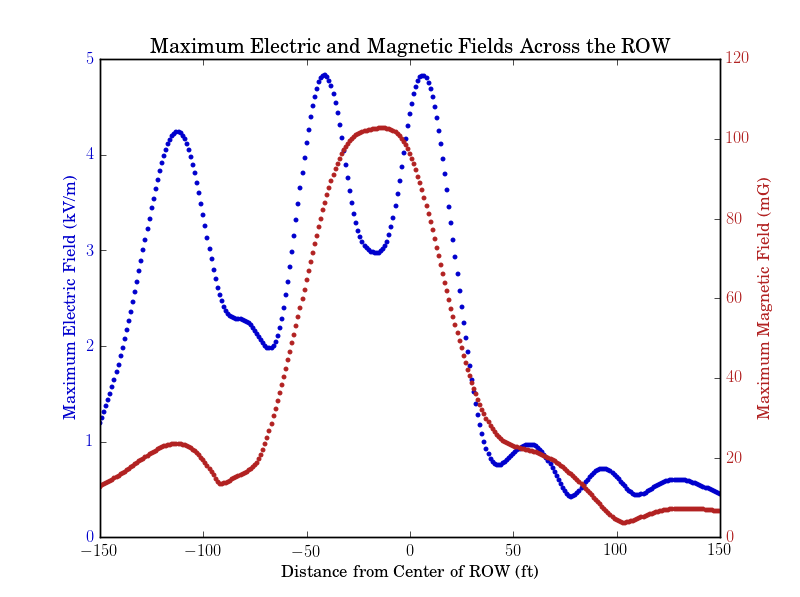 Maximum Electric and Magnetic Fields Across the ROW
5
4
3
2
1
0
Maximum Electric Field (kV/m)
120
100
80
60
40
20
0
Maximum Magnetic Field (mG)
−150 −100 −50 0 50 100 150
Distance from Center of ROW (ft)